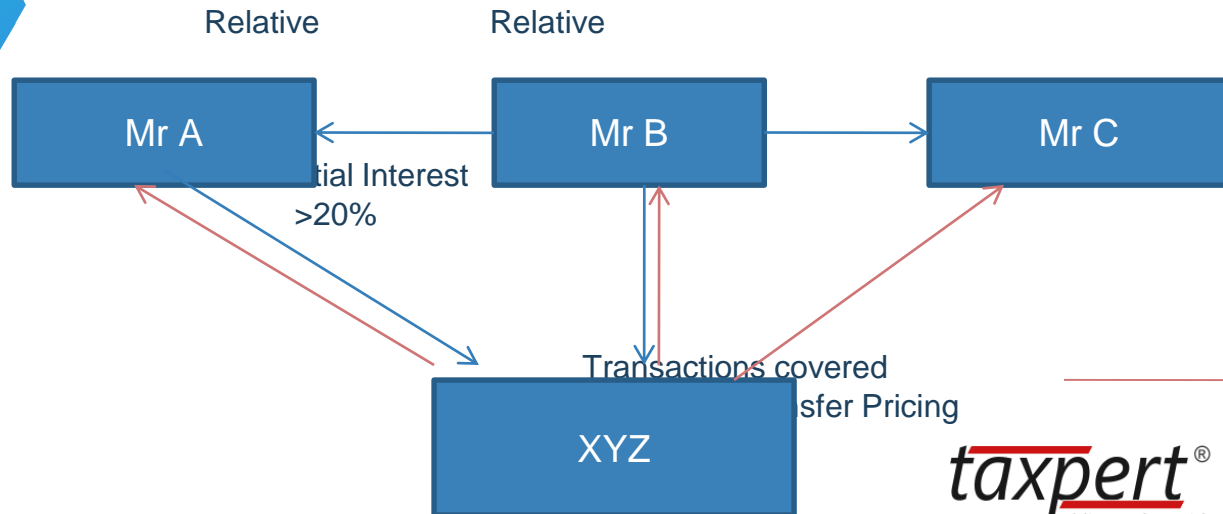 Relative Relative
Mr A Mr B Mr C
tial Interest
>20%
Transactions covered
sfer Pricing
XYZ
taxpert®